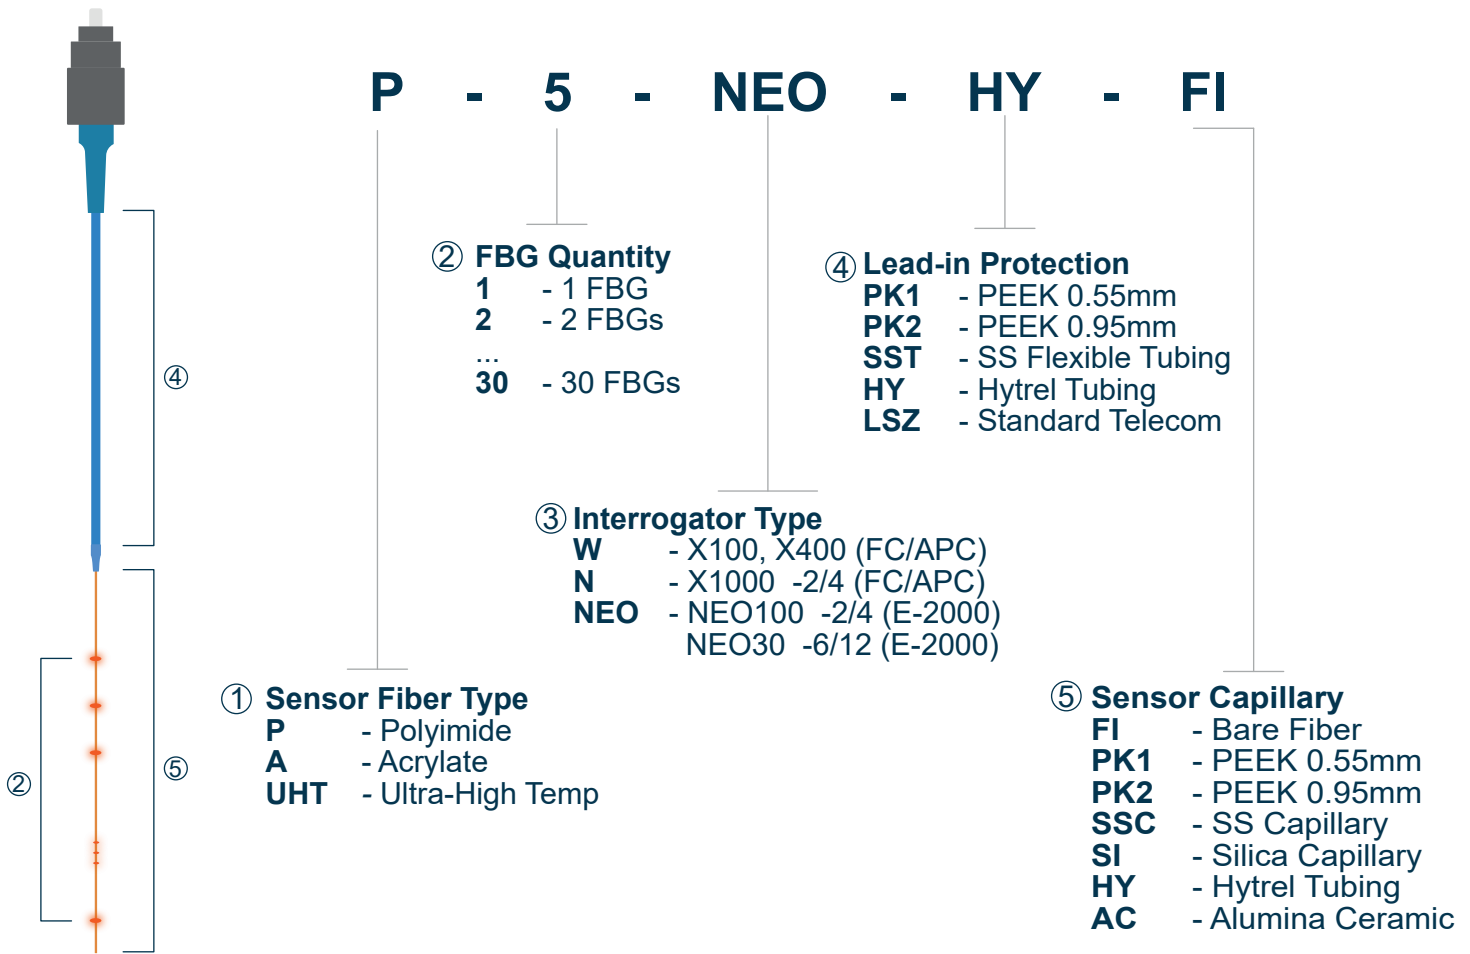 P - 5 - NEO - HY - FI
② FBG Quantity
1 - 1 FBG
2 - 2 FBGs
...
30 - 30 FBGs
④ Lead-in Protection
PK1 - PEEK 0.55mm
PK2 - PEEK 0.95mm
SST - SS Flexible Tubing
HY - Hytrel Tubing
LSZ - Standard Telecom
③ Interrogator Type
W - X100, X400 (FC/APC)
N - X1000 -2/4 (FC/APC)
NEO - NEO100 -2/4 (E-2000)
NEO30 -6/12 (E-2000)
① Sensor Fiber Type
P - Polyimide
A - Acrylate
UHT - Ultra-High Temp
⑤ Sensor Capillary
FI - Bare Fiber
PK1 - PEEK 0.55mm
PK2 - PEEK 0.95mm
SSC - SS Capillary
SI - Silica Capillary
HY - Hytrel Tubing
AC - Alumina Ceramic
④
⑤
②